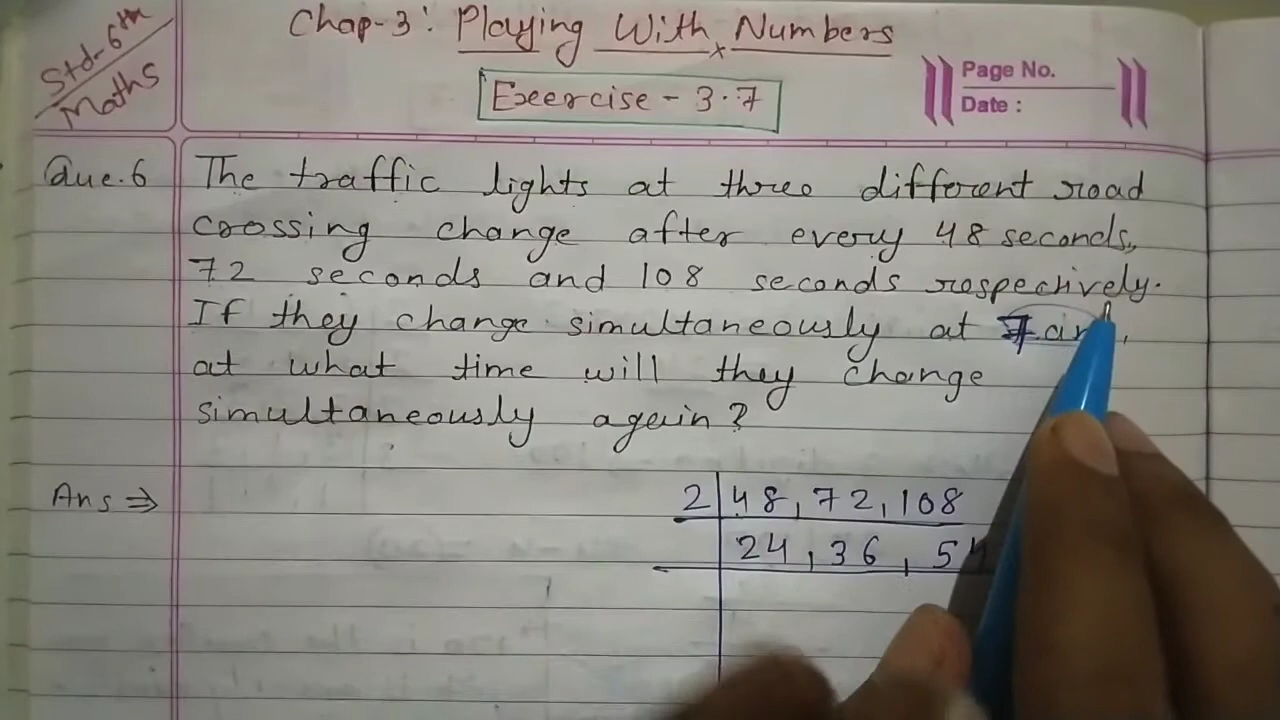 Std-6th
Maths
Chap-3: Playing With Numbers
Exercise - 3.7
Page No.
Date :
Que.6 The traffic lights at three different road
crossing change after every 48 seconds,
72 seconds and 108 seconds respectively.
If they change simultaneously at 7
at what time will they change
simultaneously again?
Ans ⇒
2 48, 72, 108
24, 36, 54